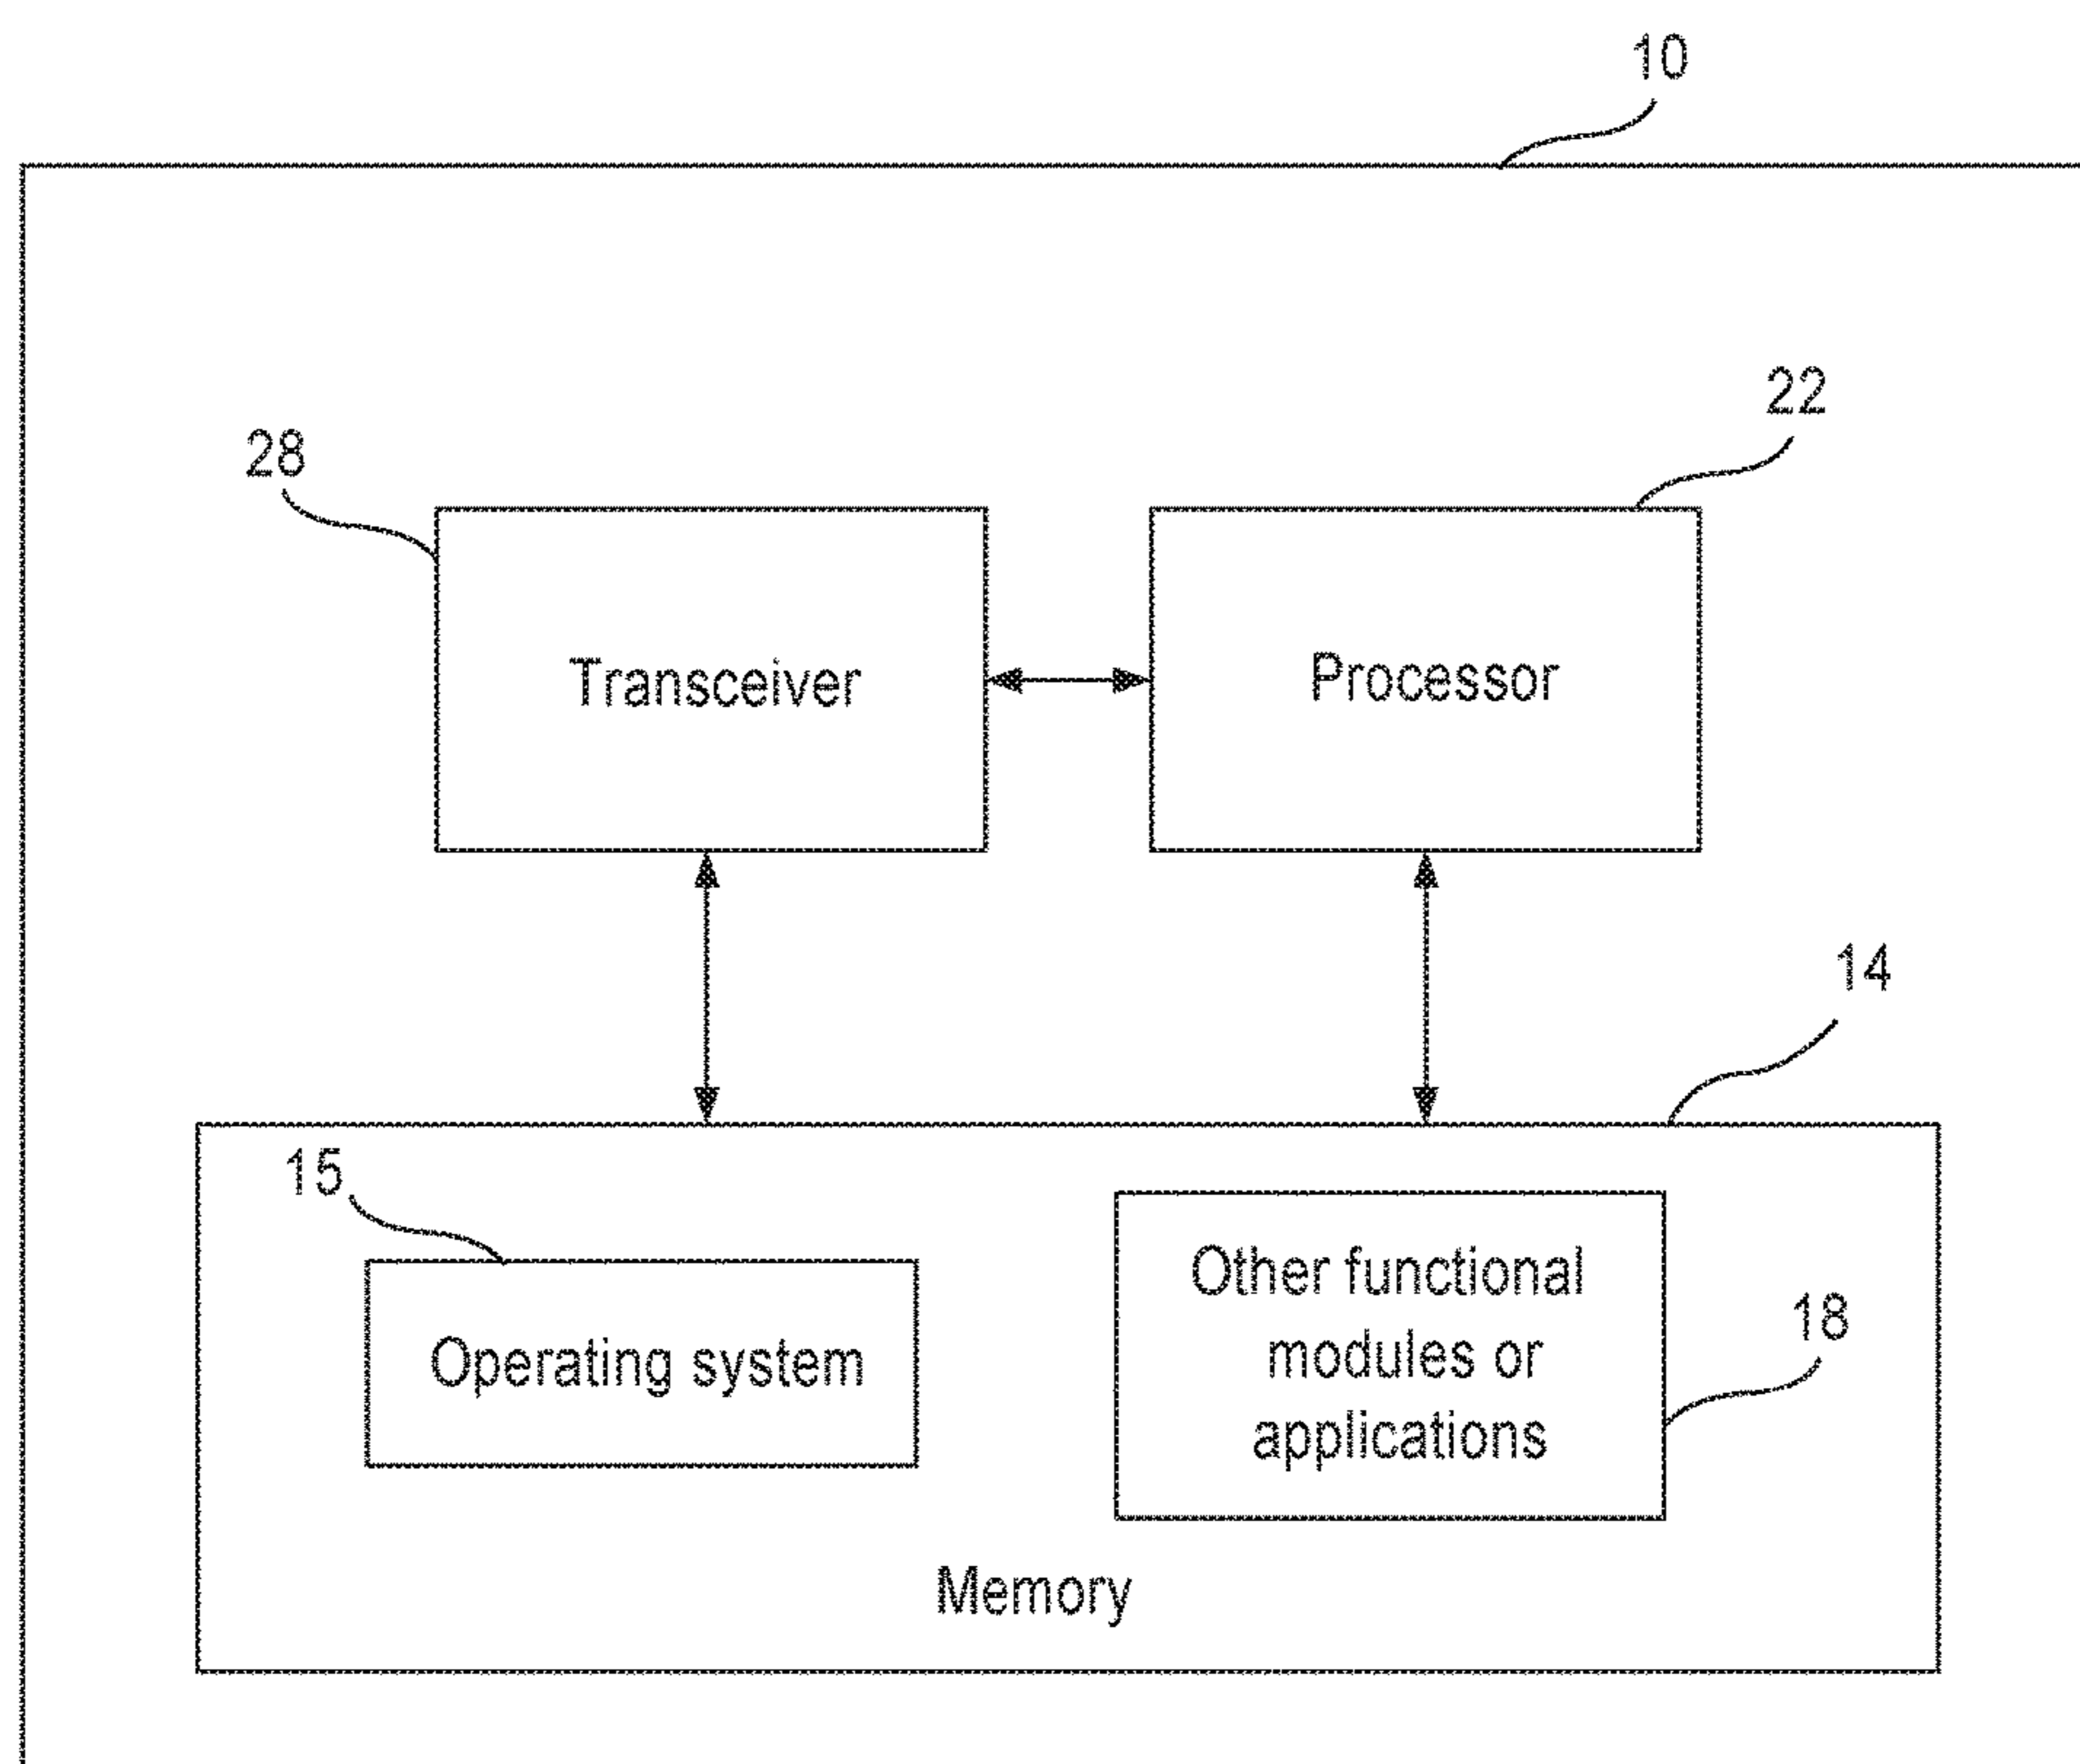 10
22
28
Transceiver
Processor
14
15
Other functional
modules or
applications
18
Operating system
Memory